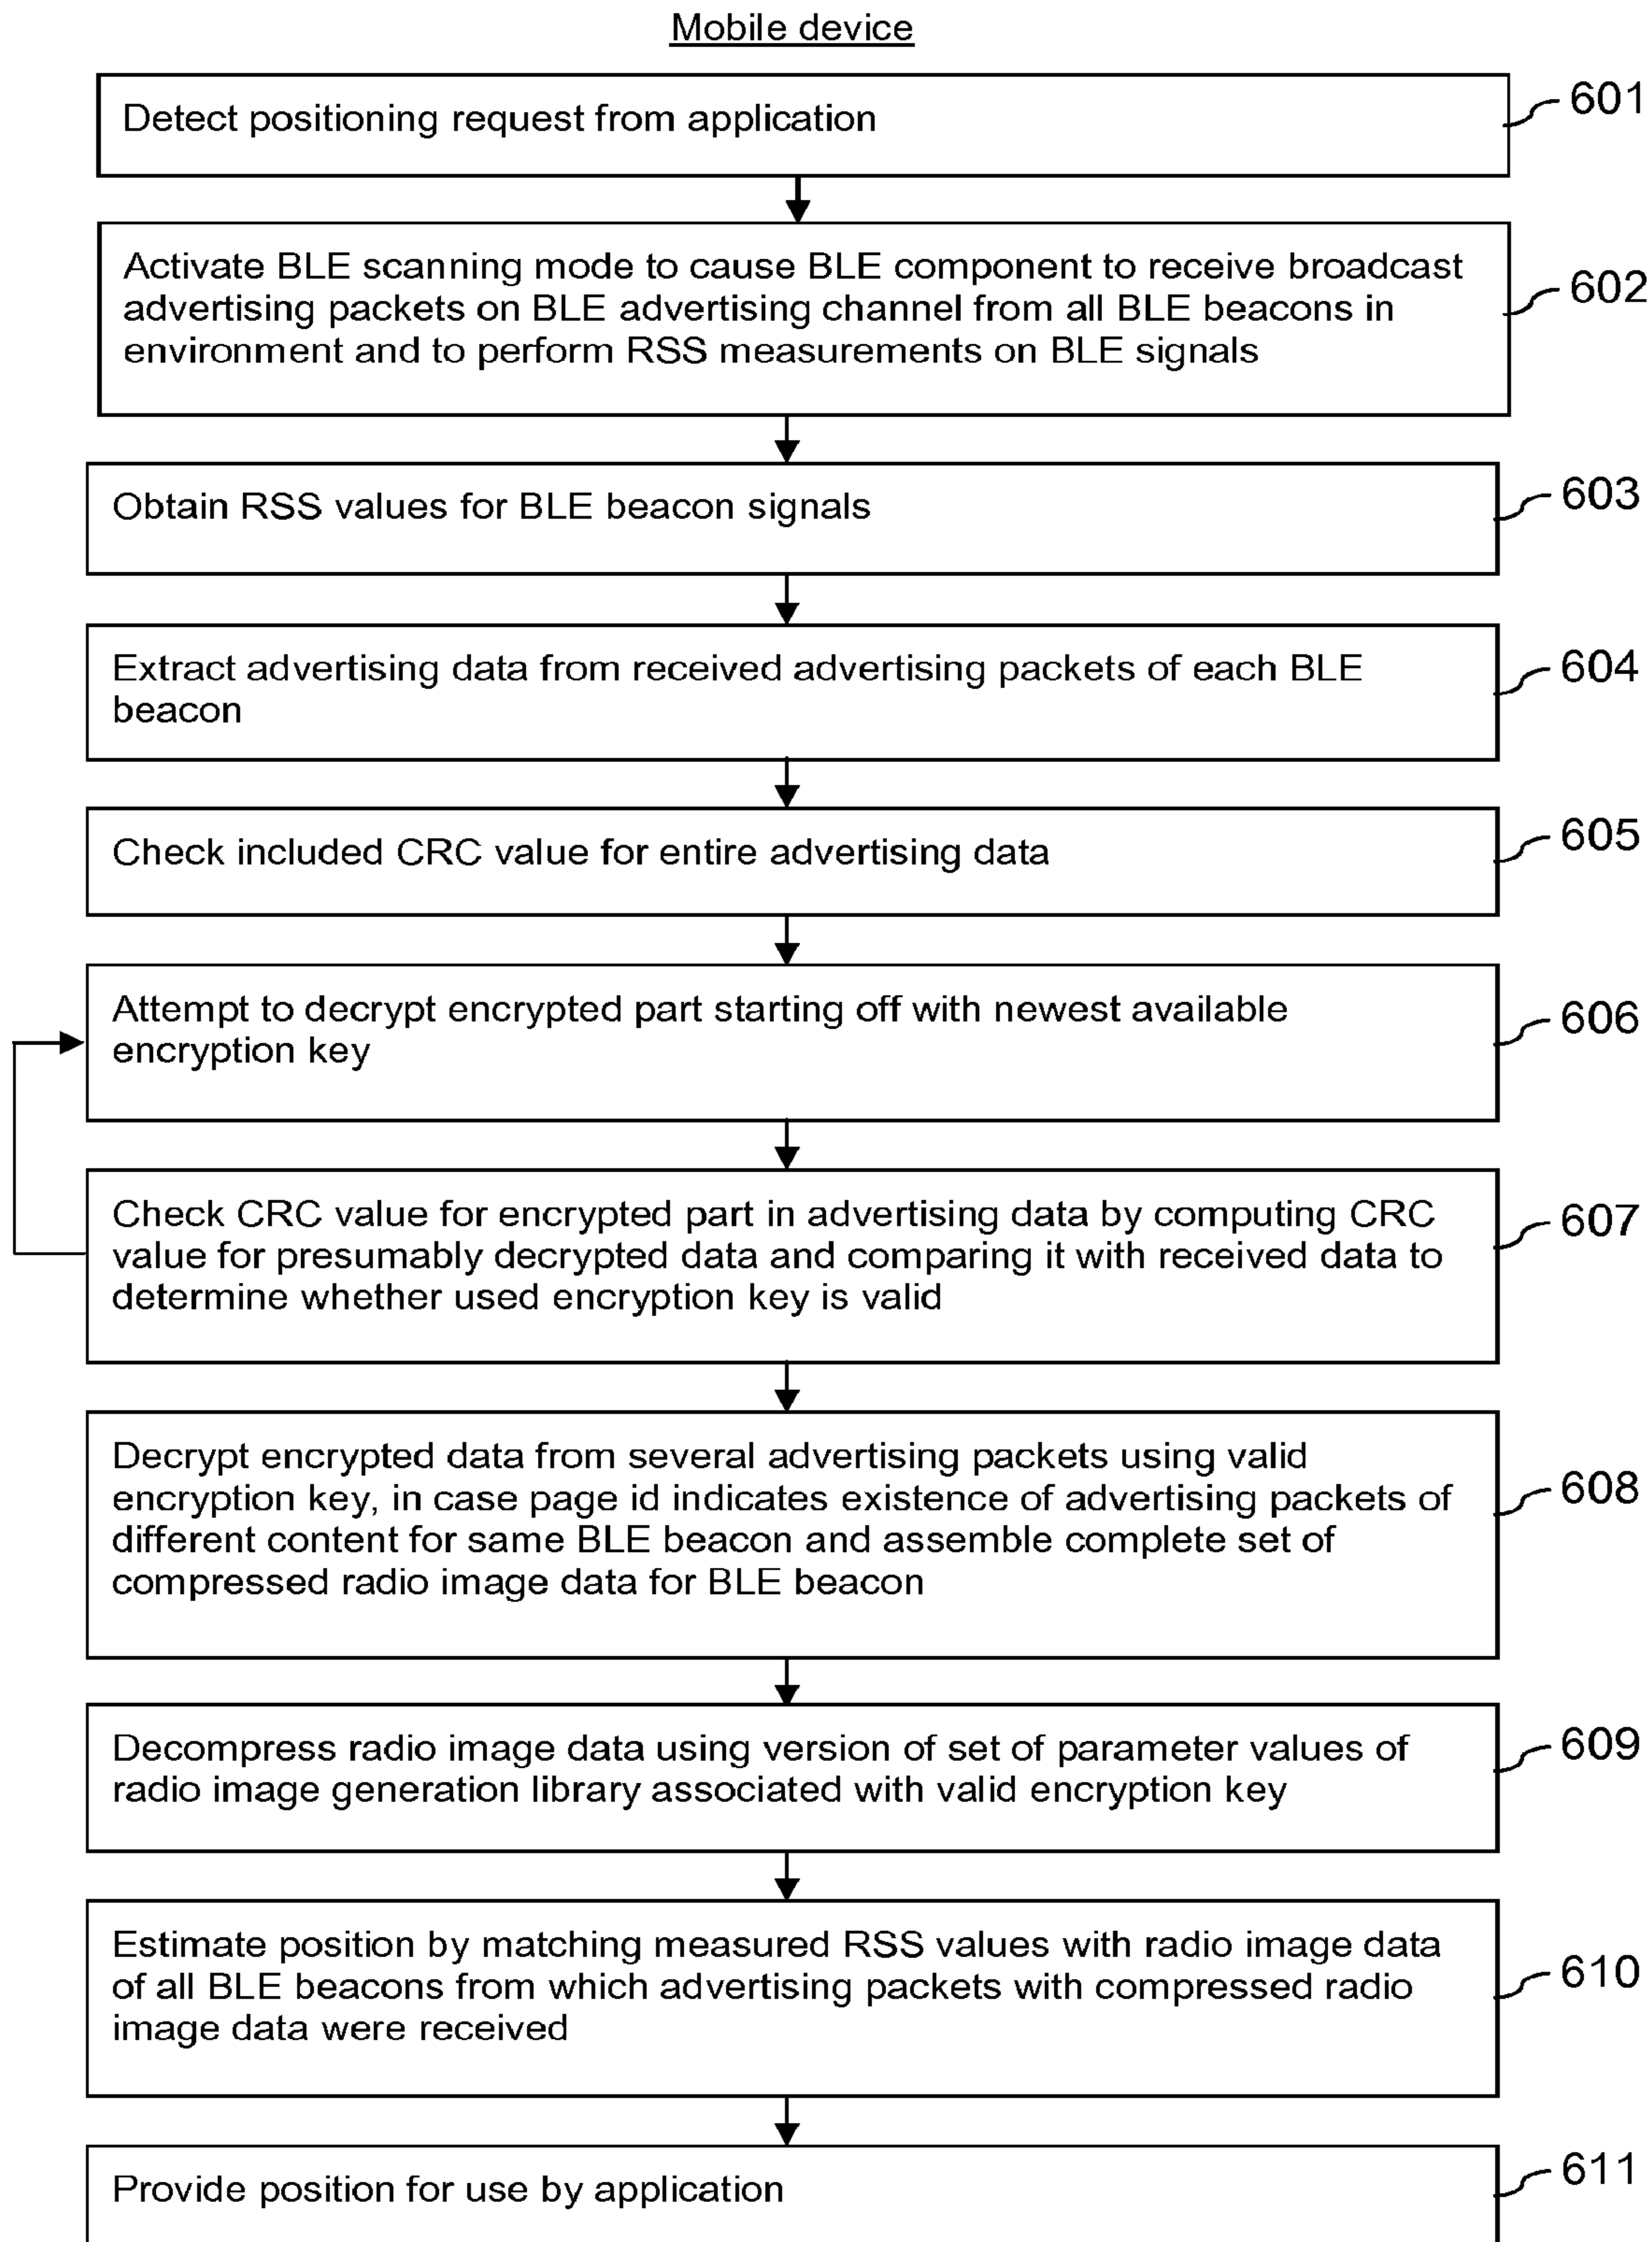 Mobile device
Detect positioning request from application
601
Activate BLE scanning mode to cause BLE component to receive broadcast
advertising packets on BLE advertising channel from all BLE beacons in
environment and to perform RSS measurements on BLE signals
602
Obtain RSS values for BLE beacon signals
603
Extract advertising data from received advertising packets of each BLE
beacon
604
Check included CRC value for entire advertising data
605
Attempt to decrypt encrypted part starting off with newest available
encryption key
606
Check CRC value for encrypted part in advertising data by computing CRC
value for presumably decrypted data and comparing it with received data to
determine whether used encryption key is valid
607
Decrypt encrypted data from several advertising packets using valid
encryption key, in case page id indicates existence of advertising packets of
different content for same BLE beacon and assemble complete set of
compressed radio image data for BLE beacon
608
Decompress radio image data using version of set of parameter values of
radio image generation library associated with valid encryption key
609
Estimate position by matching measured RSS values with radio image data
of all BLE beacons from which advertising packets with compressed radio
image data were received
610
Provide position for use by application
611